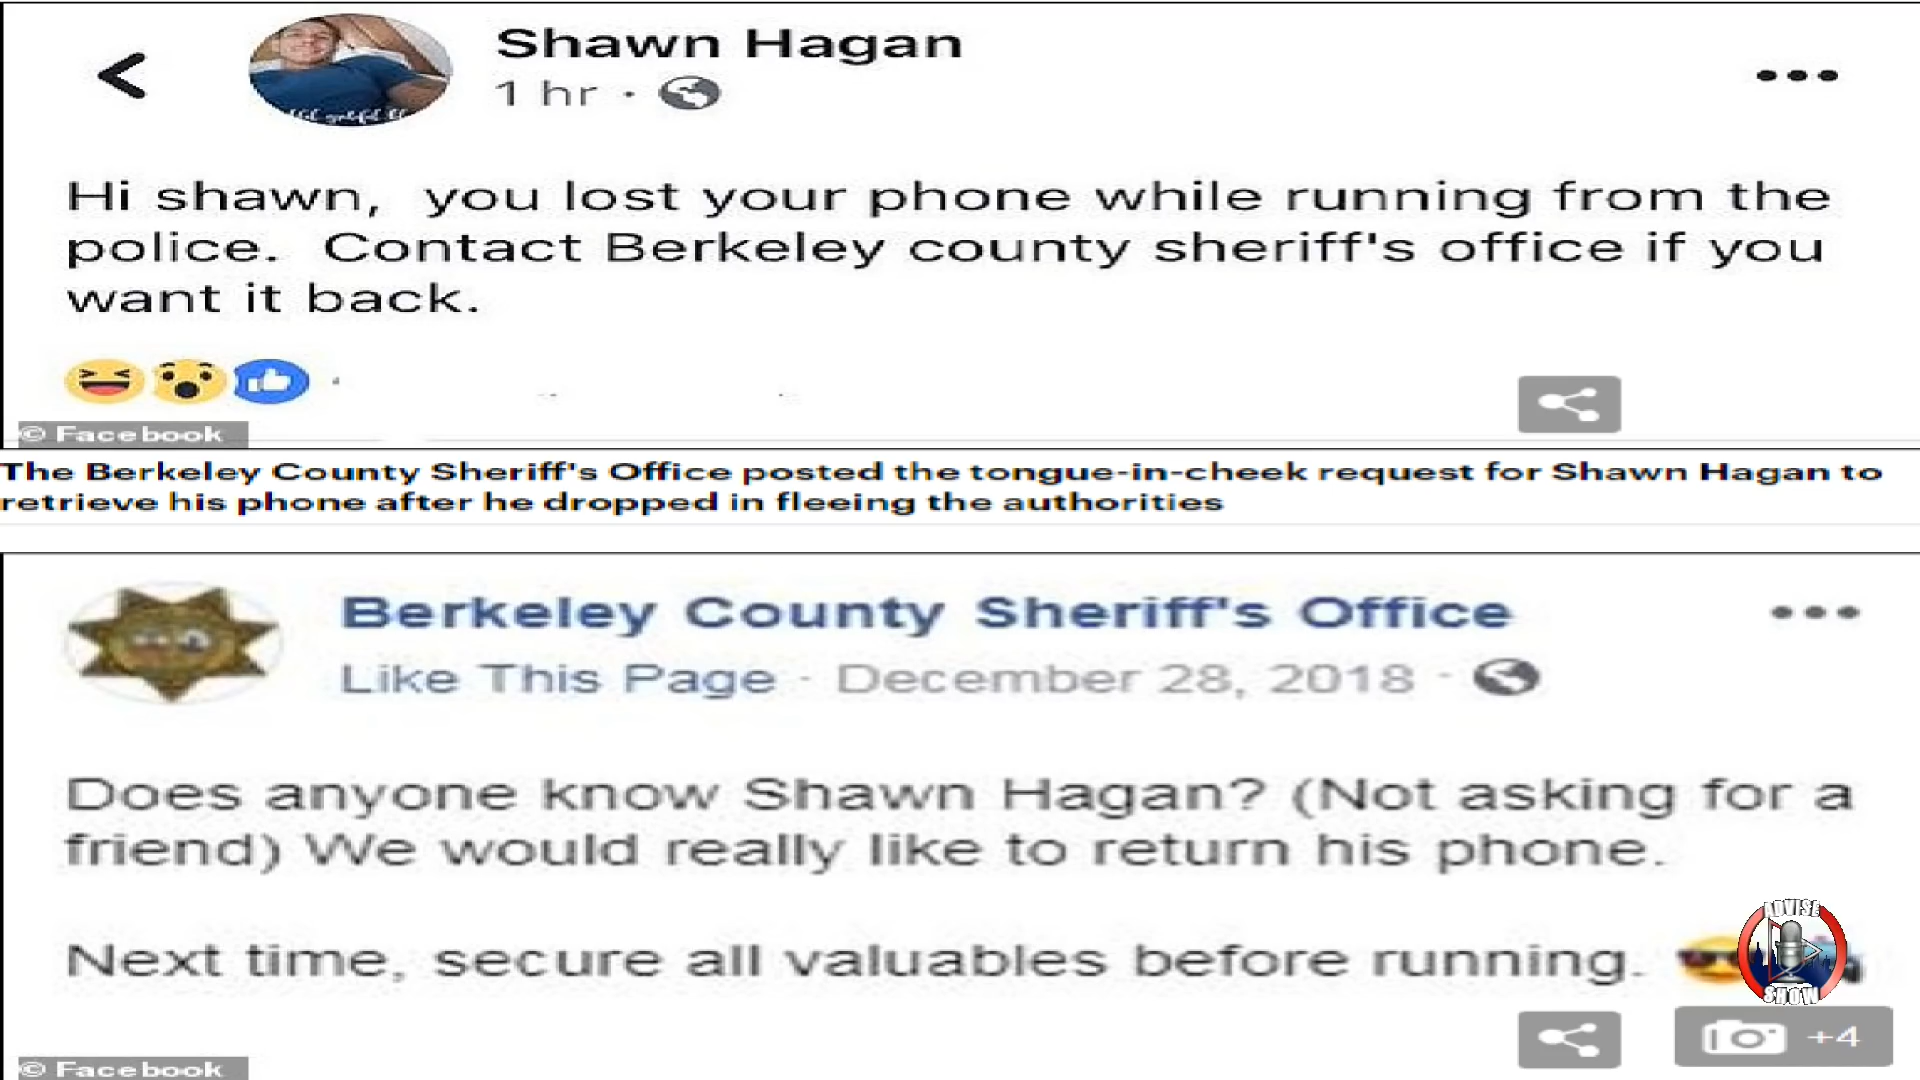 Shawn Hagan
1 hr ·
Hi shawn, you lost your phone while running from the
police. Contact Berkeley county sheriff's office if you
want it back.
© Facebook
The Berkeley County Sheriff's Office posted the tongue-in-cheek request for Shawn Hagan to
retrieve his phone after he dropped in fleeing the authorities
Berkeley County Sheriff's Office
Like This Page · December 28, 2018 ·
Does anyone know Shawn Hagan? (Not asking for a
friend) We would really like to return his phone.
Next time, secure all valuables before running.
ADVISE
SHOW
+4
© Facebook